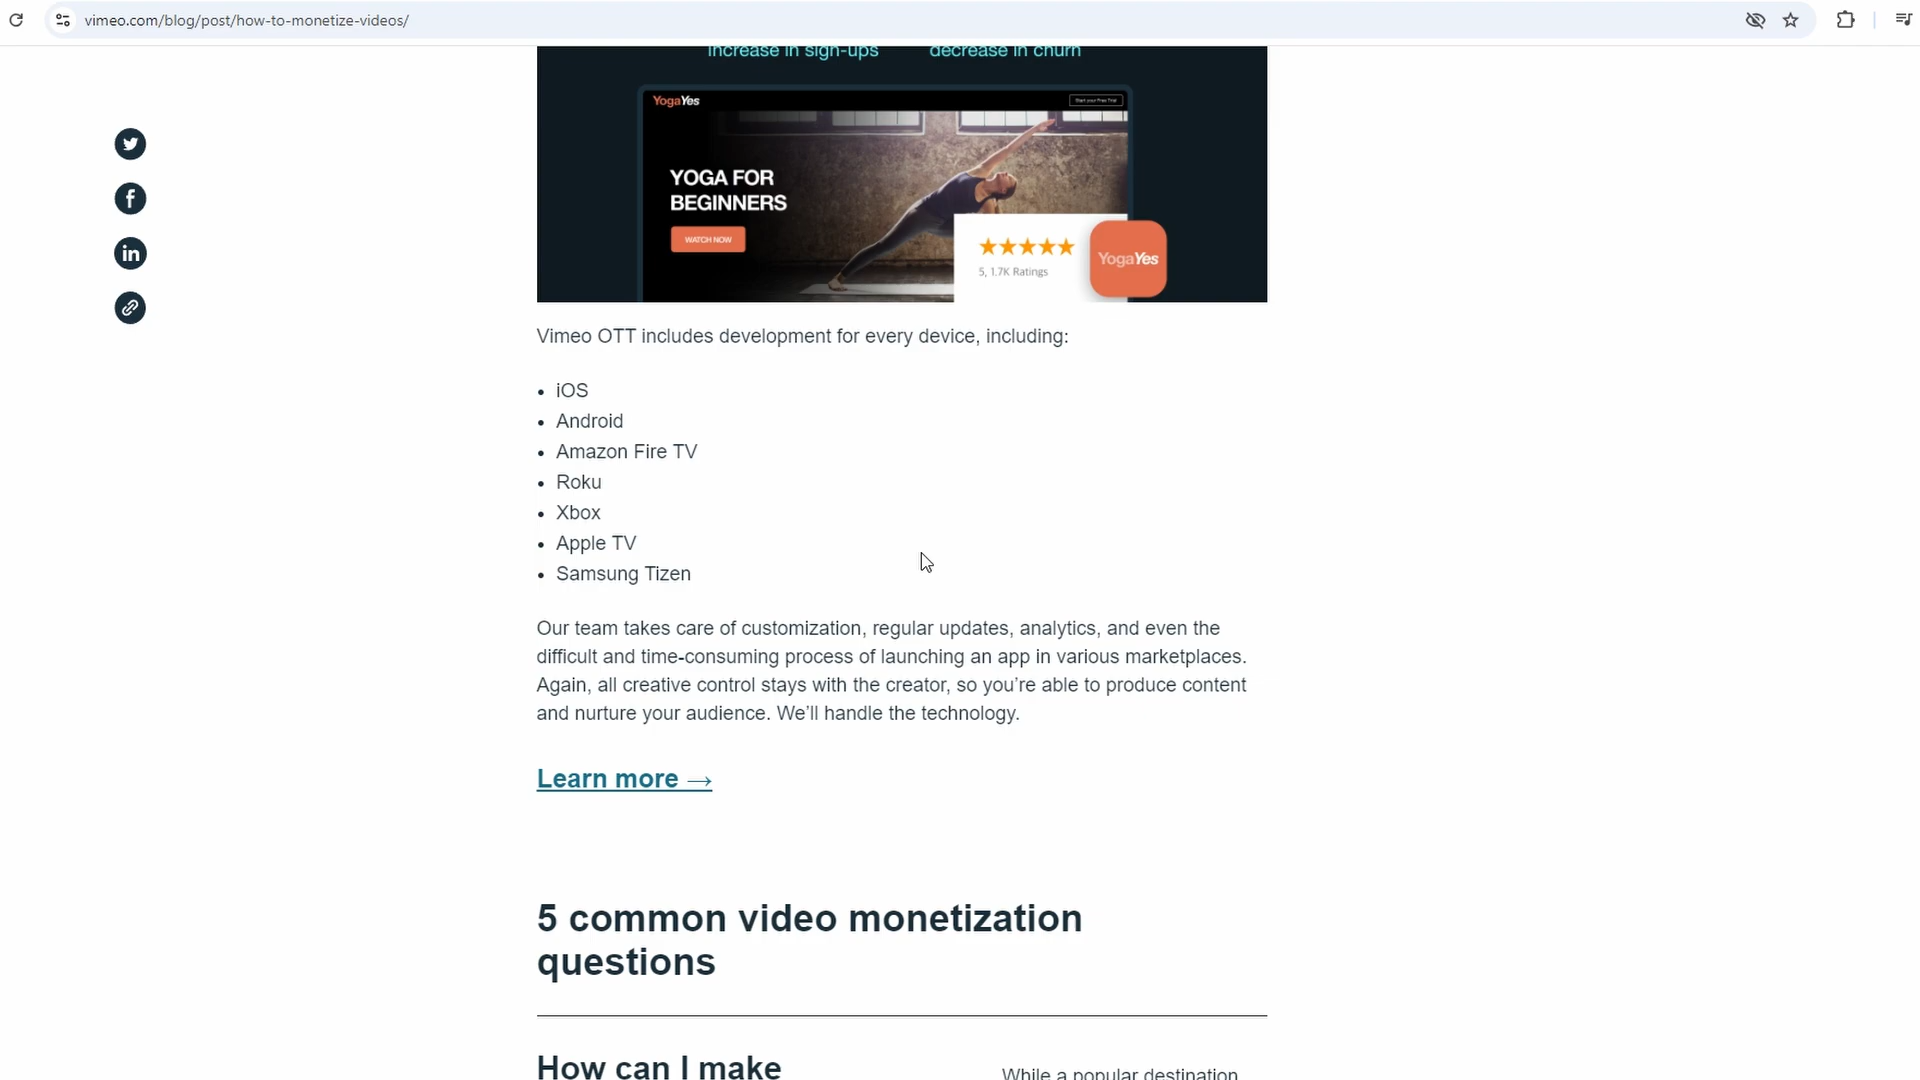 vimeo.com/blog/post/how-to-monetize-videos/
increase in sign-ups decrease in churn
YogaYes Start your Free Trial
YOGA FOR
BEGINNERS
WATCH NOW
5, 1.7K Ratings
YogaYes
Vimeo OTT includes development for every device, including:
• iOS
• Android
• Amazon Fire TV
• Roku
• Xbox
• Apple TV
• Samsung Tizen
Our team takes care of customization, regular updates, analytics, and even the
difficult and time-consuming process of launching an app in various marketplaces.
Again, all creative control stays with the creator, so you’re able to produce content
and nurture your audience. We’ll handle the technology.
Learn more →
5 common video monetization
questions
How can I make
While a popular destination